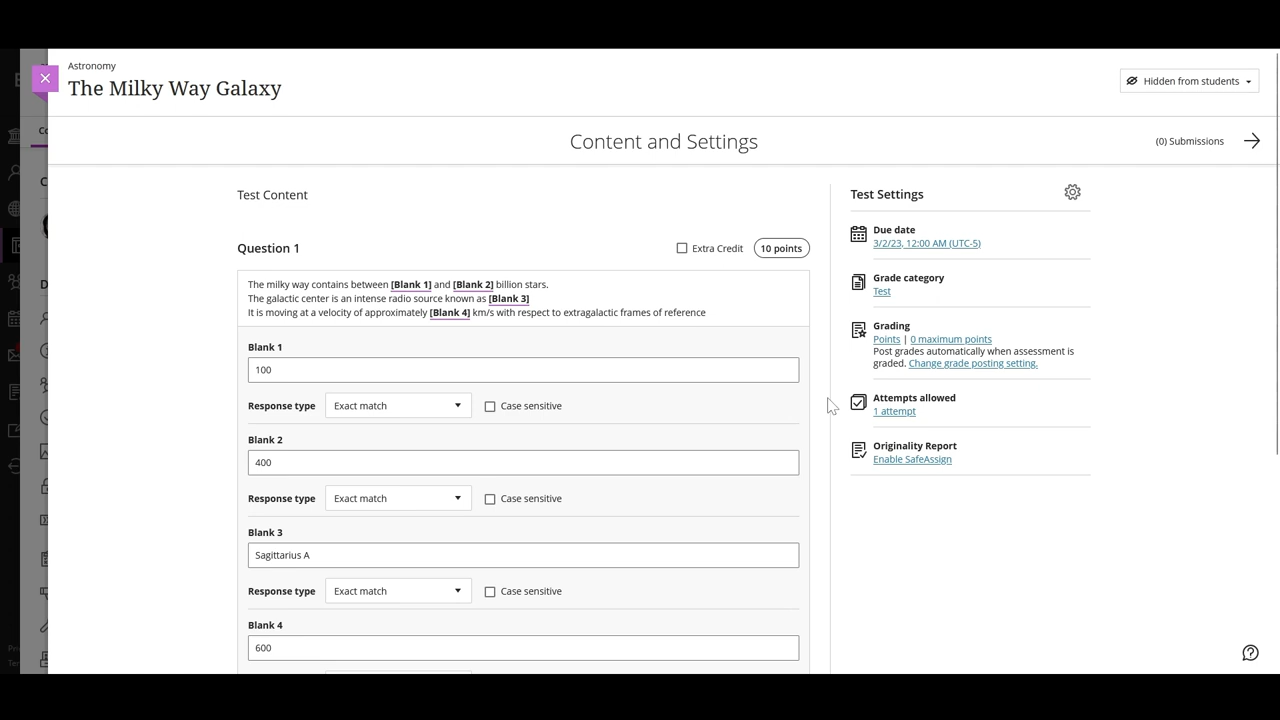 Astronomy
The Milky Way Galaxy
Hidden from students
Content and Settings
(0) Submissions
Test Content
Question 1
Extra Credit
10 points
The milky way contains between [Blank 1] and [Blank 2] billion stars.
The galactic center is an intense radio source known as [Blank 3]
It is moving at a velocity of approximately [Blank 4] km/s with respect to extragalactic frames of reference
Blank 1
100
Response type Exact match Case sensitive
Blank 2
400
Response type Exact match Case sensitive
Blank 3
Sagittarius A
Response type Exact match Case sensitive
Blank 4
600
Test Settings
Due date
3/2/23, 12:00 AM (UTC-5)
Grade category
Test
Grading
Points | 0 maximum points
Post grades automatically when assessment is
graded. Change grade posting setting.
Attempts allowed
1 attempt
Originality Report
Enable SafeAssign